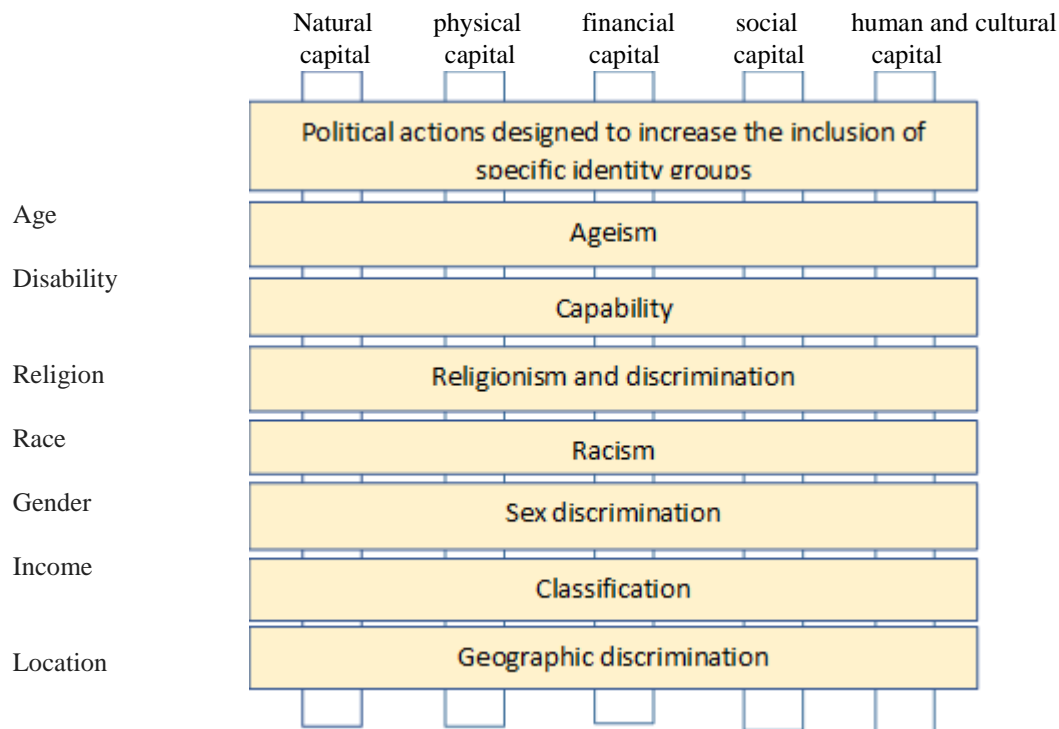 Natural physical financial social human and cultural
capital capital capital capital capital
Political actions designed to increase the inclusion of
specific identity groups
Age
Ageism
Disability
Capability
Religion
Religionism and discrimination
Race
Racism
Gender
Sex discrimination
Income
Classification
Location
Geographic discrimination